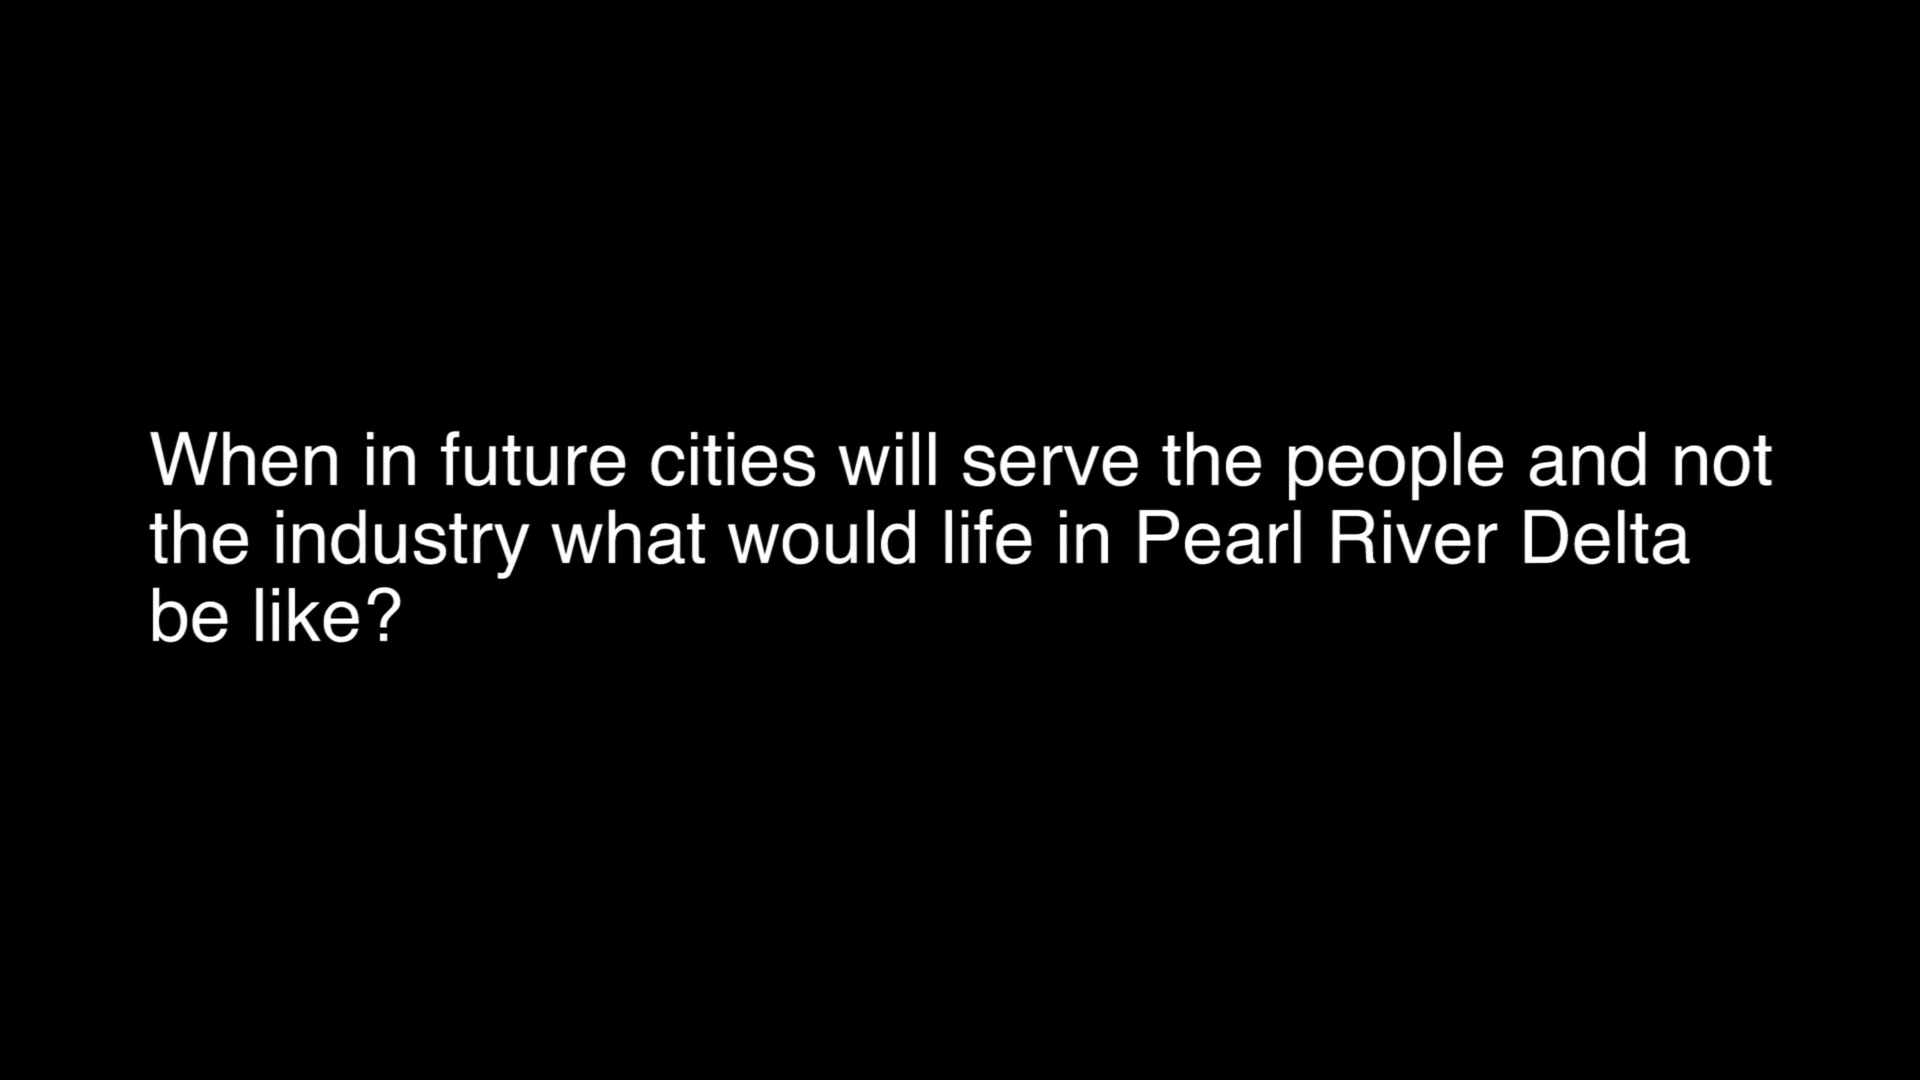 When in future cities will serve the people and not
the industry what would life in Pearl River Delta
be like?